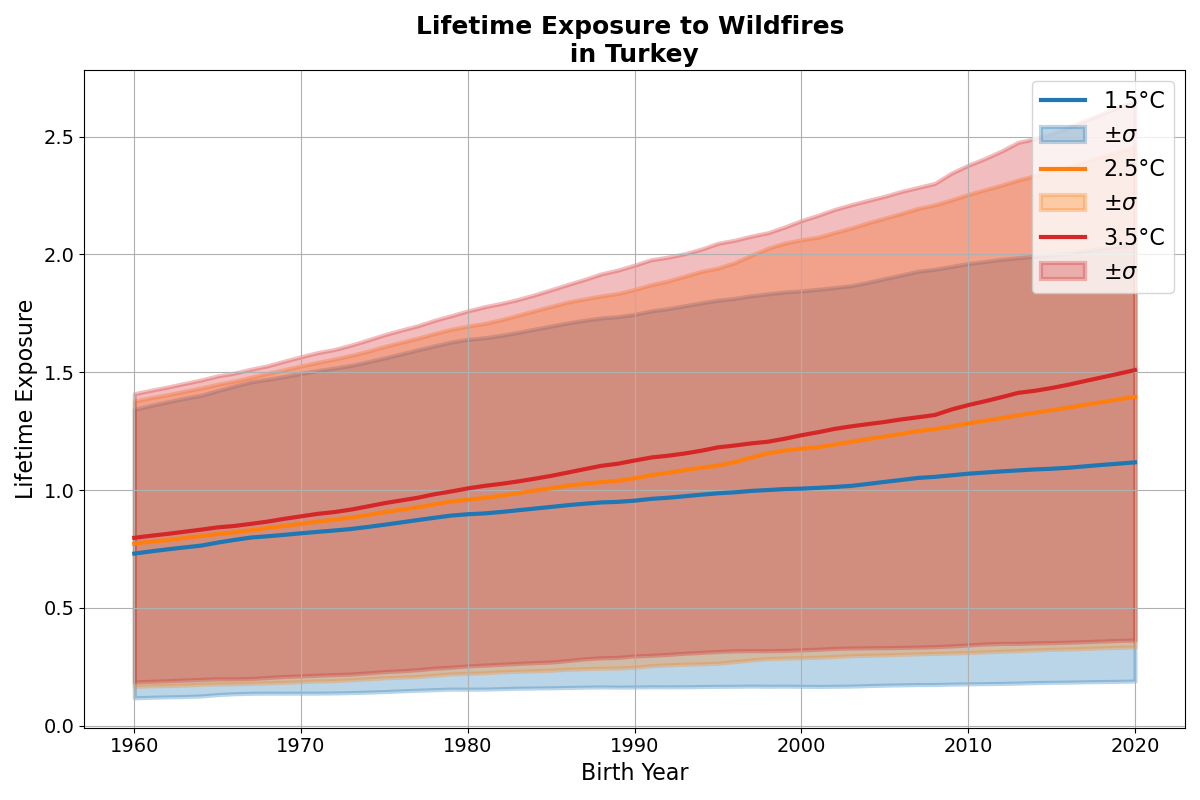 Lifetime Exposure to Wildfires
in Turkey
1.5°C
±σ
2.5°C
±σ
3.5°C
±σ
Lifetime Exposure
2.5
2.0
1.5
1.0
0.5
0.0
1960 1970 1980 1990 2000 2010 2020
Birth Year